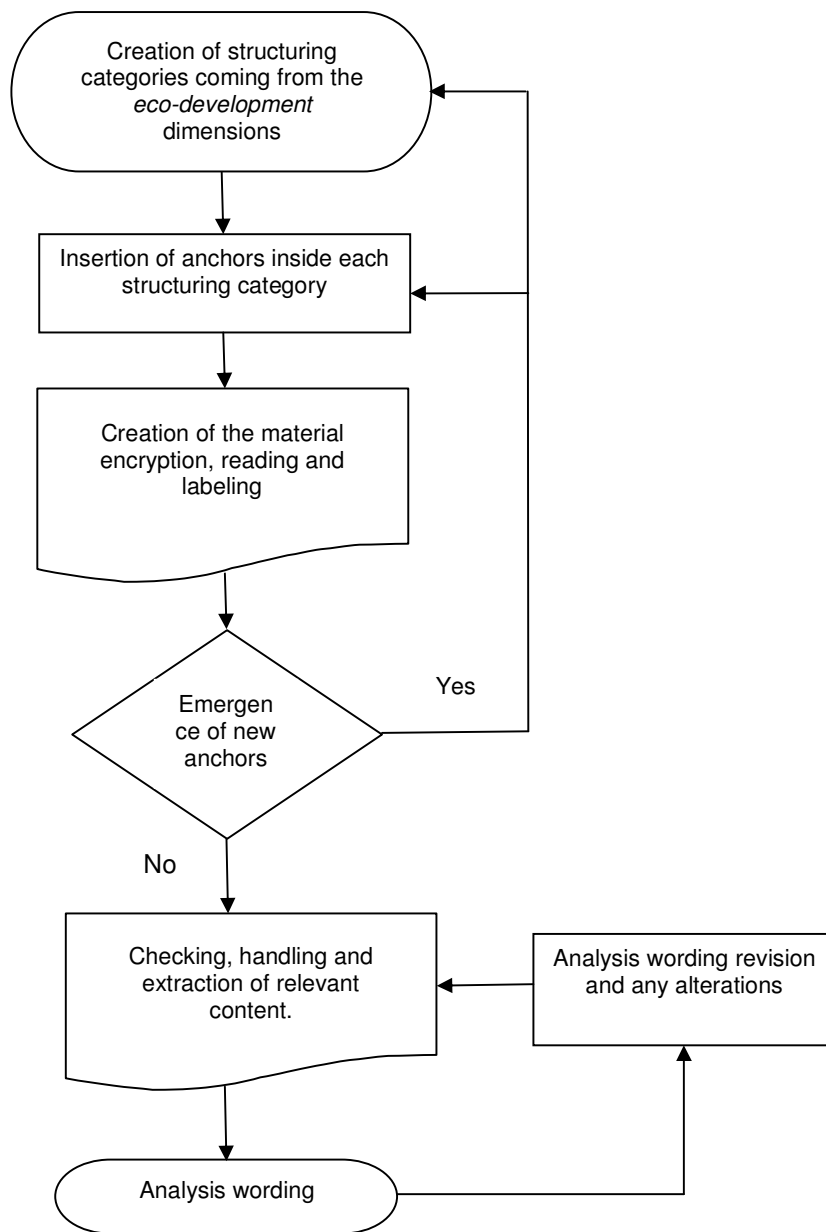 Creation of structuring
categories coming from the
eco-development
dimensions
Insertion of anchors inside each
structuring category
Creation of the material
encryption, reading and
labeling
Emergen
ce of new
anchors
Yes
No
Checking, handling and
extraction of relevant
content.
Analysis wording revision
and any alterations
Analysis wording